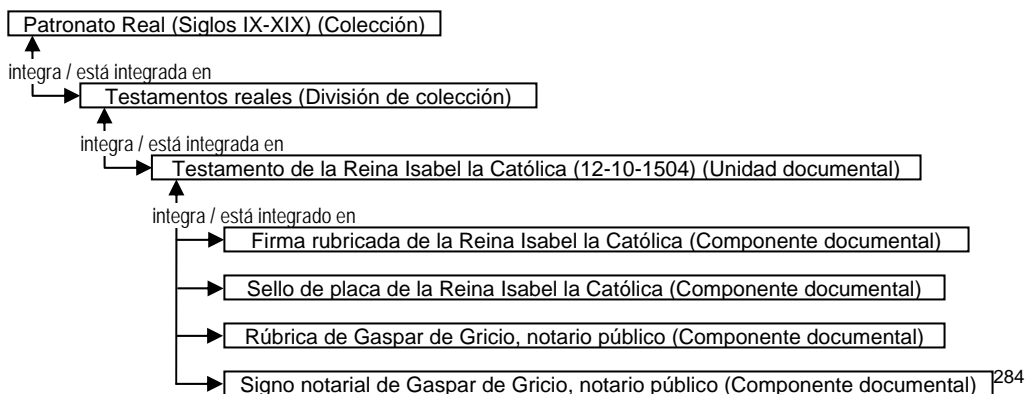 Patronato Real (Siglos IX-XIX) (Colección)
integra / está integrada en
Testamentos reales (División de colección)
integra / está integrada en
Testamento de la Reina Isabel la Católica (12-10-1504) (Unidad documental)
integra / está integrado en
Firma rubricada de la Reina Isabel la Católica (Componente documental)
Sello de placa de la Reina Isabel la Católica (Componente documental)
Rúbrica de Gaspar de Gricio, notario público (Componente documental)
Signo notarial de Gaspar de Gricio, notario público (Componente documental) 284